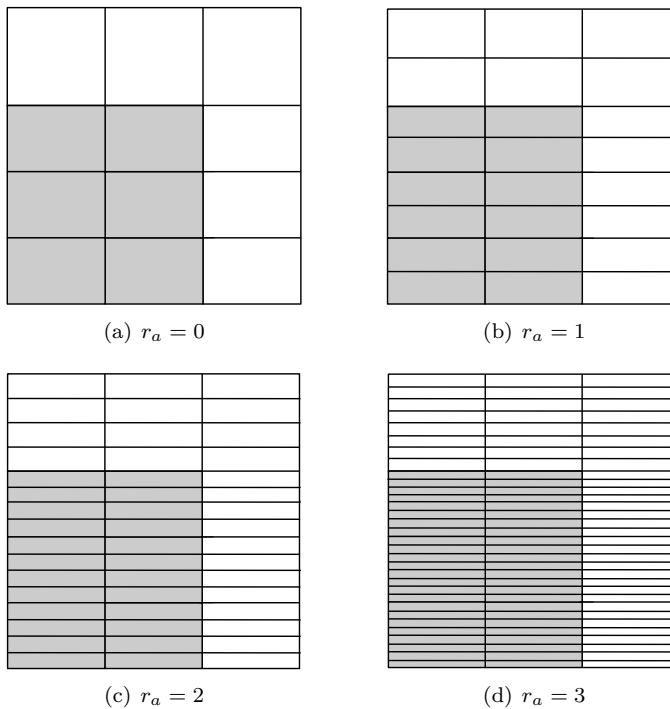 (a) r_a = 0
(b) r_a = 1
(c) r_a = 2
(d) r_a = 3